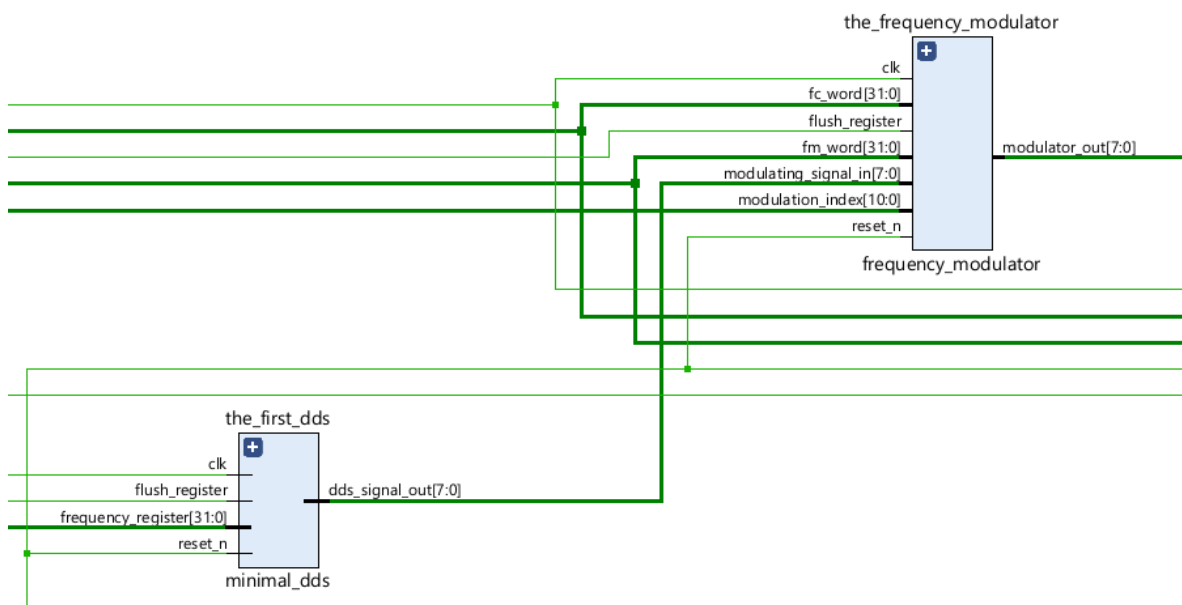 the_frequency_modulator
clk
fc_word[31:0]
flush_register
fm_word[31:0]
modulator_out[7:0]
modulating_signal_in[7:0]
modulation_index[10:0]
reset_n
frequency_modulator
the_first_dds
clk
flush_register
dds_signal_out[7:0]
frequency_register[31:0]
reset_n
minimal_dds